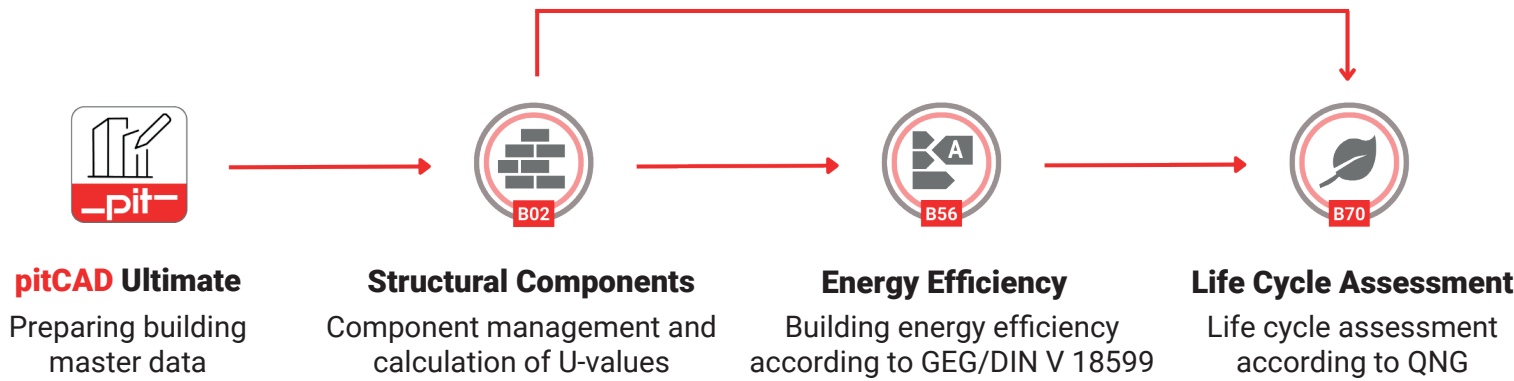 _pit_
B02
A
B56
B70
pitCAD Ultimate
Preparing building
master data
Structural Components
Component management and
calculation of U-values
Energy Efficiency
Building energy efficiency
according to GEG/DIN V 18599
Life Cycle Assessment
Life cycle assessment
according to QNG